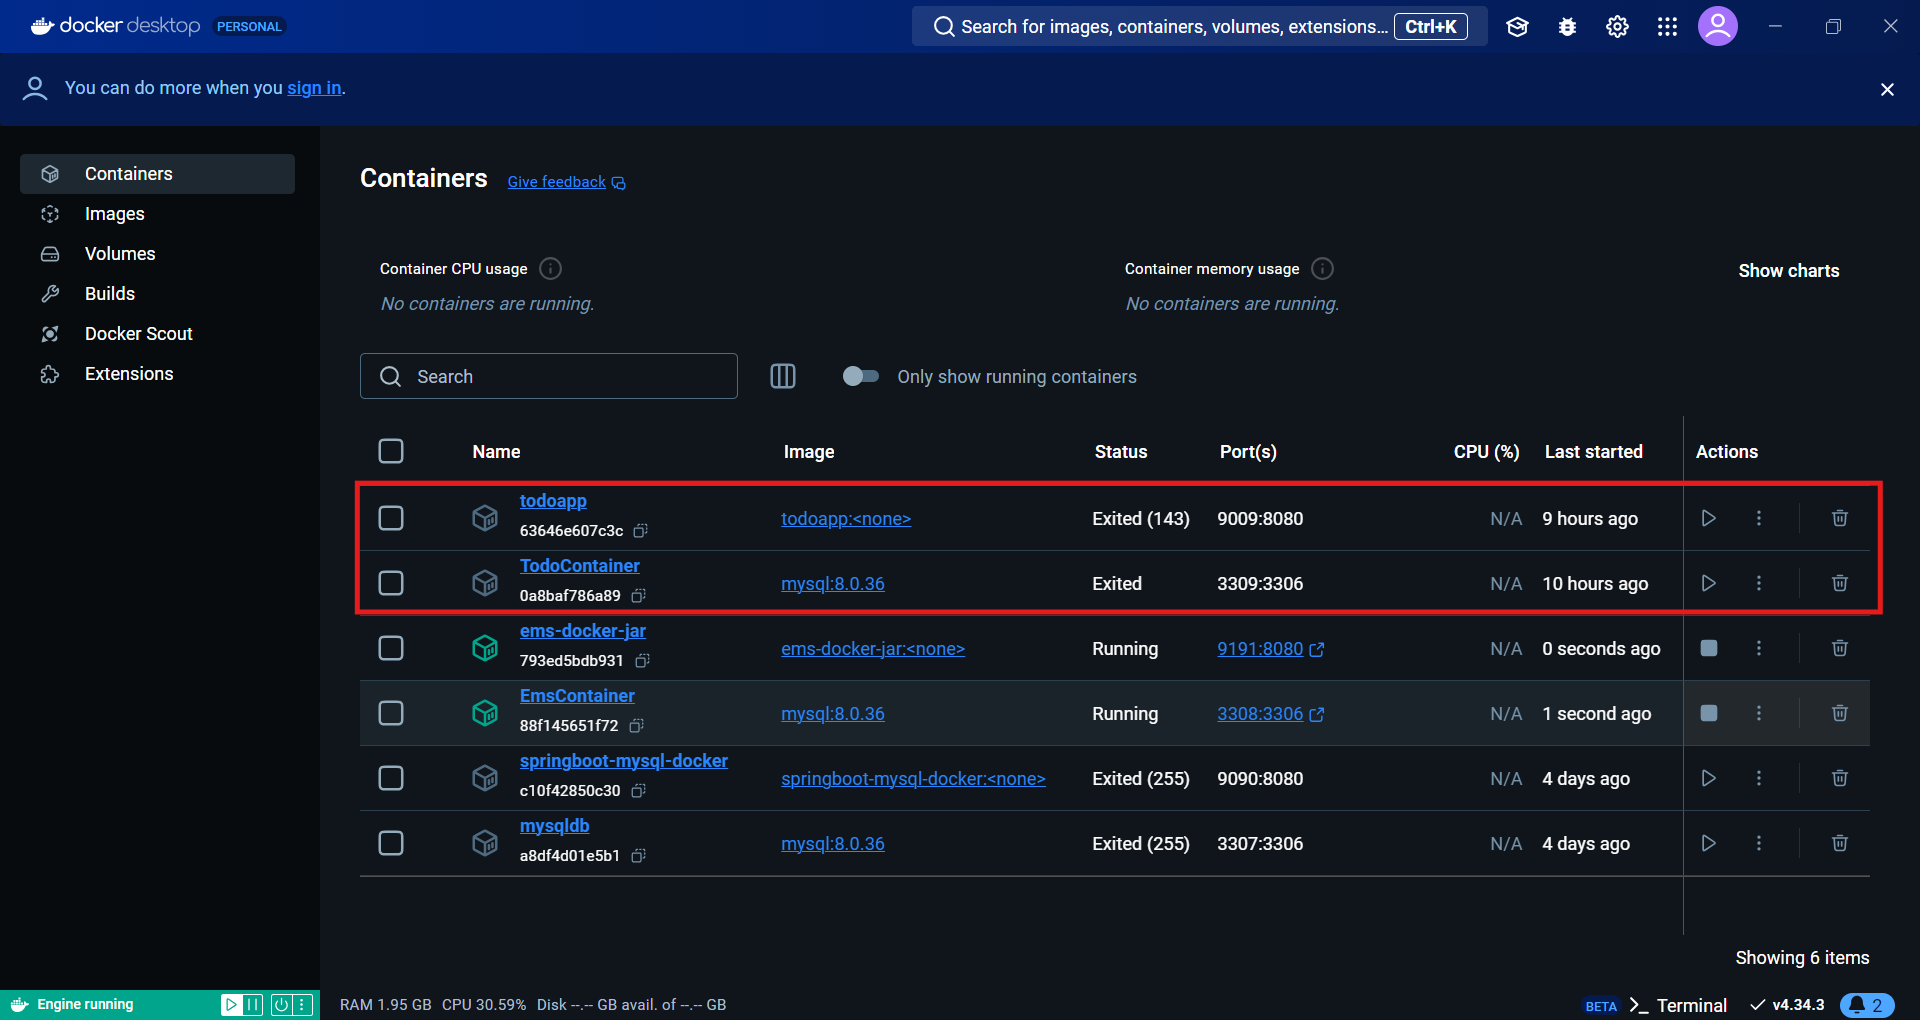 docker desktop PERSONAL
Search for images, containers, volumes, extensions... Ctrl+K
You can do more when you sign in.
Containers
Images
Volumes
Builds
Docker Scout
Extensions
Containers Give feedback
Container CPU usage
No containers are running.
Container memory usage
No containers are running.
Show charts
Search
Only show running containers
Name Image Status Port(s) CPU (%) Last started Actions
todoapp
63646e607c3c
todoapp:<none> Exited (143) 9009:8080 N/A 9 hours ago
TodoContainer
0a8baf786a89
mysql:8.0.36 Exited 3309:3306 N/A 10 hours ago
ems-docker-jar
793ed5bdb931
ems-docker-jar:<none> Running 9191:8080 N/A 0 seconds ago
EmsContainer
88f145651f72
mysql:8.0.36 Running 3308:3306 N/A 1 second ago
springboot-mysql-docker
c10f42850c30
springboot-mysql-docker:<none> Exited (255) 9090:8080 N/A 4 days ago
mysqldb
a8df4d01e5b1
mysql:8.0.36 Exited (255) 3307:3306 N/A 4 days ago
Showing 6 items
Engine running
RAM 1.95 GB CPU 30.59% Disk --.-- GB avail. of --.-- GB
BETA Terminal v4.34.3 2